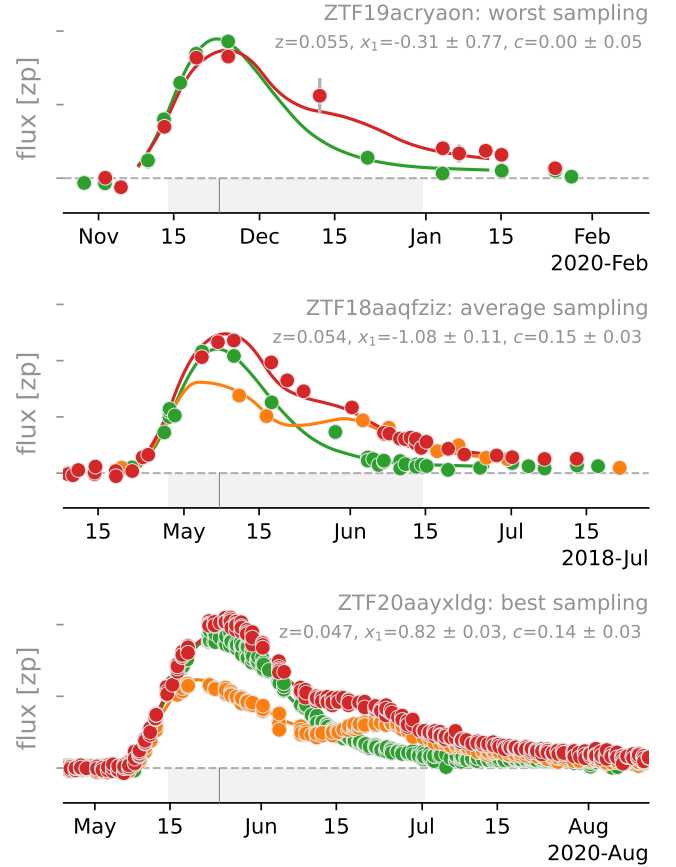 ZTF19acryaon: worst sampling
z=0.055, x₁=-0.31 ± 0.77, c=0.00 ± 0.05
flux [zp]
Nov 15 Dec 15 Jan 15 Feb
2020-Feb
ZTF18aaqfziz: average sampling
z=0.054, x₁=-1.08 ± 0.11, c=0.15 ± 0.03
flux [zp]
15 May 15 Jun 15 Jul 15
2018-Jul
ZTF20aayxldg: best sampling
z=0.047, x₁=0.82 ± 0.03, c=0.14 ± 0.03
flux [zp]
May 15 Jun 15 Jul 15 Aug
2020-Aug